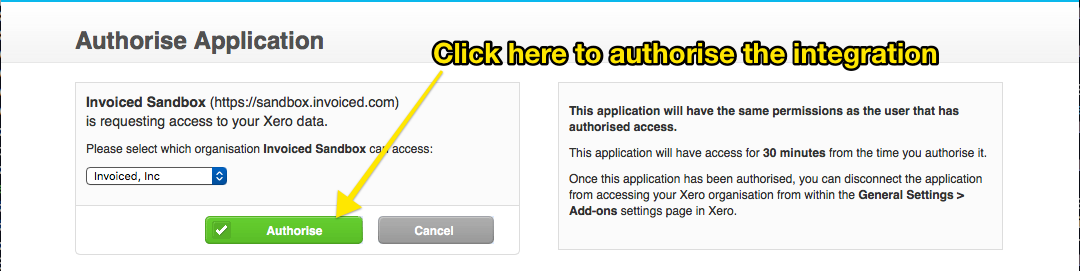 Authorise Application
Click here to authorise the integration
Invoiced Sandbox (https://sandbox.invoiced.com)
is requesting access to your Xero data.
Please select which organisation Invoiced Sandbox can access:
Invoiced, Inc
Authorise
Cancel
This application will have the same permissions as the user that has
authorised access.
This application will have access for 30 minutes from the time you authorise it.
Once this application has been authorised, you can disconnect the application
from accessing your Xero organisation from within the General Settings >
Add-ons settings page in Xero.